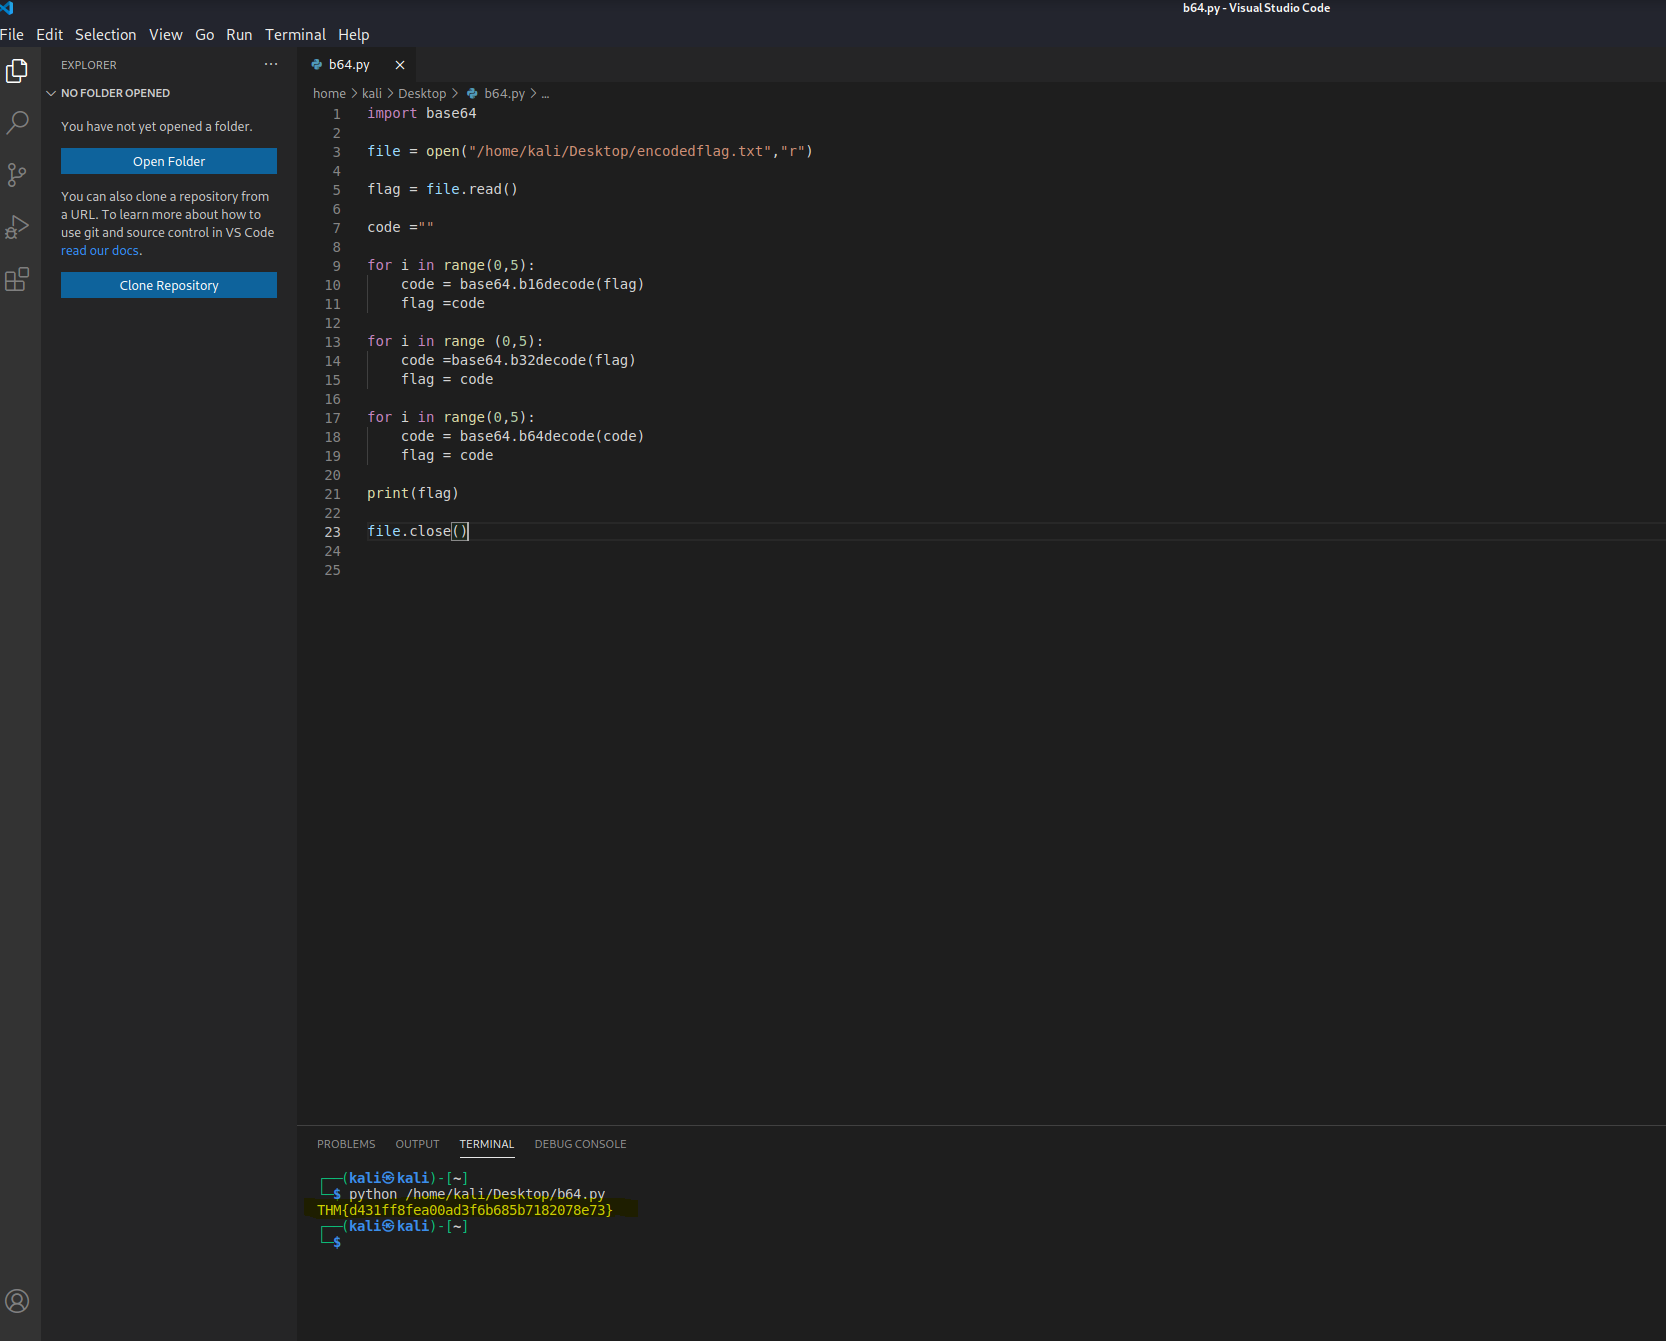 b64.py - Visual Studio Code
File Edit Selection View Go Run Terminal Help
EXPLORER ...
NO FOLDER OPENED
You have not yet opened a folder.
Open Folder
You can also clone a repository from
a URL. To learn more about how to
use git and source control in VS Code
read our docs.
Clone Repository
b64.py
home > kali > Desktop > b64.py > ...
1 import base64
2
3 file = open("/home/kali/Desktop/encodedflag.txt","r")
4
5 flag = file.read()
6
7 code =""
8
9 for i in range(0,5):
10     code = base64.b16decode(flag)
11     flag =code
12
13 for i in range (0,5):
14     code =base64.b32decode(flag)
15     flag = code
16
17 for i in range(0,5):
18     code = base64.b64decode(code)
19     flag = code
20
21 print(flag)
22
23 file.close()
24
25
PROBLEMS OUTPUT TERMINAL DEBUG CONSOLE
┌──(kali㉿kali)-[~]
└─$ python /home/kali/Desktop/b64.py
THM{d431ff8fea00ad3f6b685b7182078e73}
┌──(kali㉿kali)-[~]
└─$